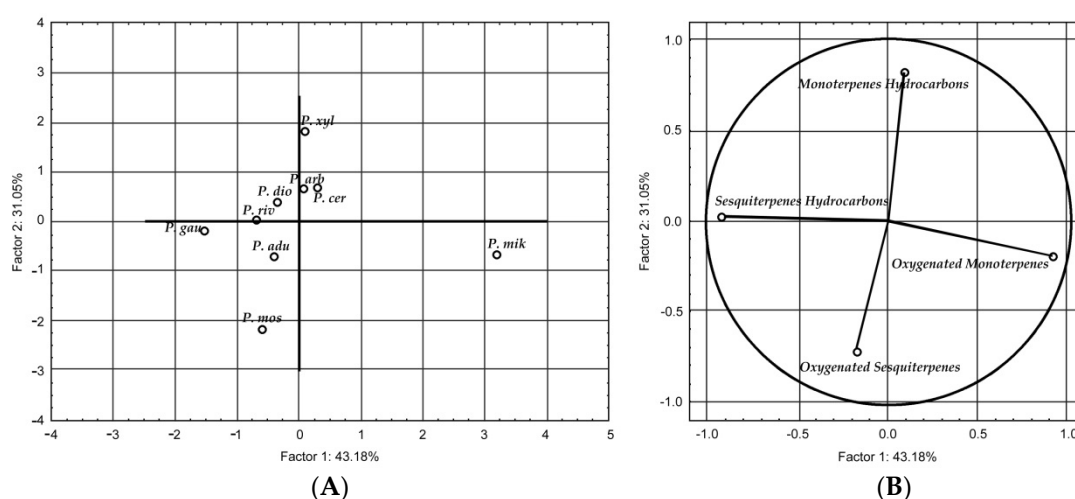 4
3
2
1
0
-1
-2
-3
-4
Factor 2: 31.05%
P. xyl
P. arb
P. dio
P. cer
P. riv
P. gau
P. adu
P. mik
P. mos
-4
-3
-2
-1
0
1
2
3
4
5
Factor 1: 43.18%
(A)
1.0
0.5
0.0
-0.5
-1.0
Factor 2: 31.05%
Monoterpenes Hydrocarbons
Sesquiterpenes Hydrocarbons
Oxygenated Monoterpenes
Oxygenated Sesquiterpenes
-1.0
-0.5
0.0
0.5
1.0
Factor 1: 43.18%
(B)